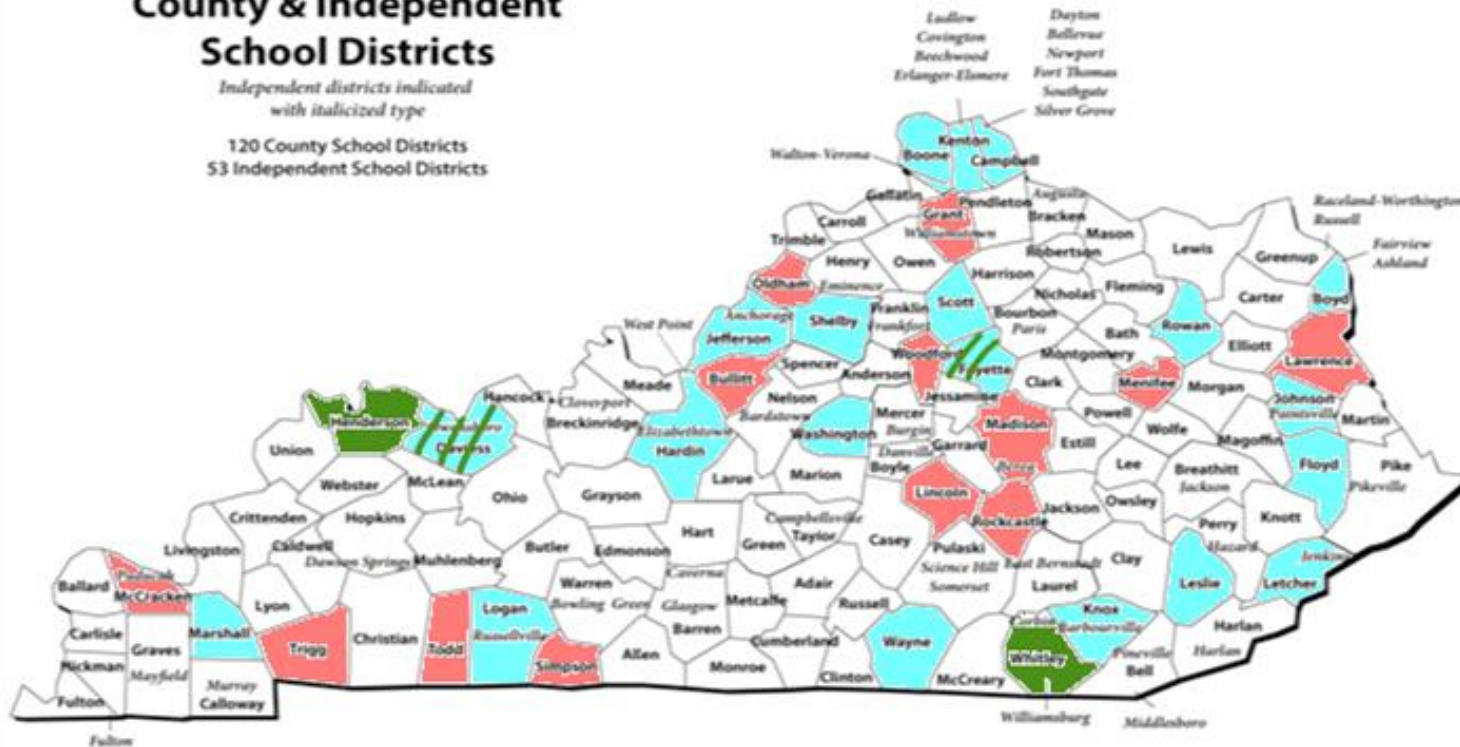 County & Independent
School Districts
Independent districts indicated
with italicized type
120 County School Districts
53 Independent School Districts
Ludlow
Covington
Beechwood
Erlanger-Elsmere
Dayton
Bellevue
Newport
Fort Thomas
Southgate
Silver Grove
Walton-Verona
Kenton
Boone
Campbell
Gallatin
Grant
Pendleton
Augusta
Bracken
Williamstown
Carroll
Trimble
Mason
Robertson
Lewis
Greenup
Raceland-Worthington
Russell
Fairview
Ashland
Henry
Owen
Harrison
Oldham
Eminence
Nicholas
Fleming
Carter
Boyd
Scott
Franklin
Frankfort
Bourbon
Paris
Anchorage
Shelby
Jefferson
West Point
Rowan
Bath
Elliott
Lawrence
Woodford
Fayette
Montgomery
Spencer
Anderson
Bullitt
Clark
Menifee
Morgan
Meade
Hancock
Cloverport
Breckinridge
Nelson
Bardstown
Jessamine
Mercer
Burgin
Washington
Madison
Powell
Johnson
Paintsville
Martin
Wolfe
Magoffin
Henderson
Daviess
Union
Elizabethtown
Hardin
Danville
Boyle
Garrard
Estill
Berea
Lee
Breathitt
Jackson
Floyd
Pike
Pikeville
Webster
McLean
Ohio
Grayson
Larue
Marion
Lincoln
Rockcastle
Jackson
Owsley
Perry
Hazard
Knott
Crittenden
Hopkins
Livingston
Caldwell
Dawson Springs
Muhlenberg
Butler
Edmonson
Hart
Campbellsville
Taylor
Green
Casey
Pulaski
Science Hill
Somerset
East Bernstadt
Laurel
Clay
Leslie
Jenkins
Letcher
Ballard
Paducah
McCracken
Lyon
Warren
Bowling Green
Caverna
Glasgow
Barren
Metcalfe
Adair
Russell
Corbin
Knox
Barbourville
Harlan
Harlan
Carlisle
Graves
Mayfield
Marshall
Trigg
Christian
Todd
Logan
Russellville
Simpson
Allen
Monroe
Cumberland
Clinton
Wayne
McCreary
Whitley
Pineville
Bell
Hickman
Fulton
Murray
Calloway
Williamsburg
Middlesboro
Fulton